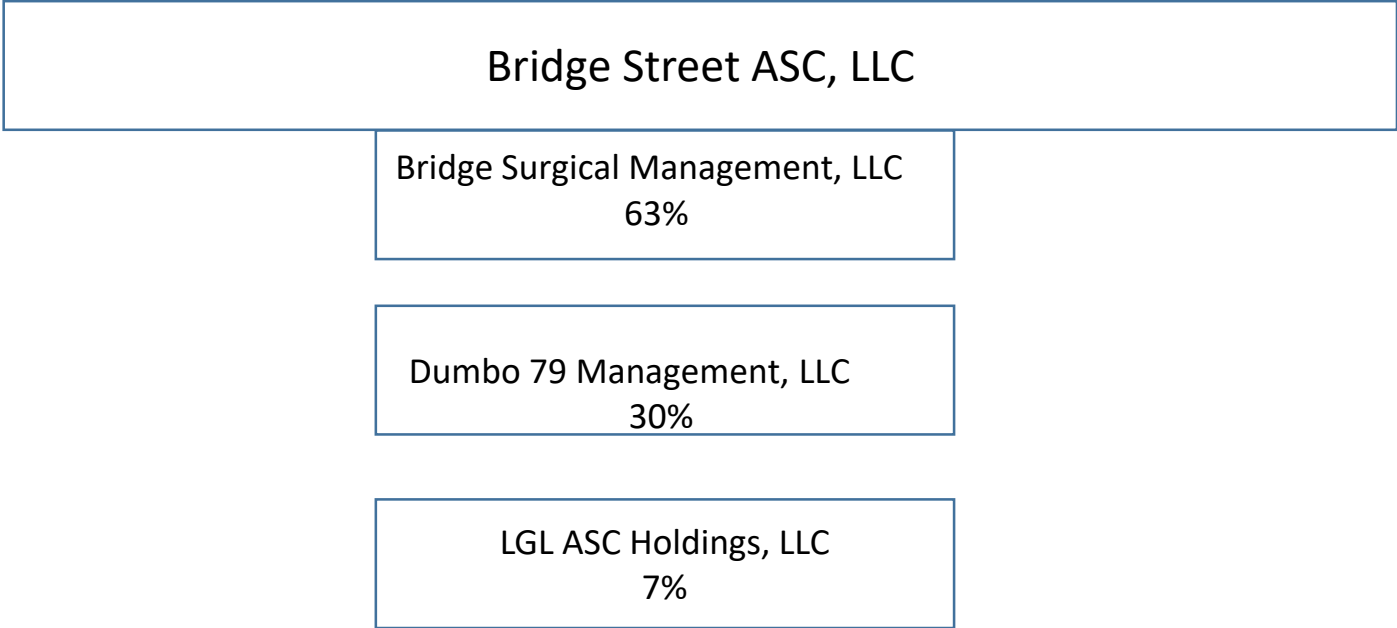 Bridge Street ASC, LLC
Bridge Surgical Management, LLC
63%
Dumbo 79 Management, LLC
30%
LGL ASC Holdings, LLC
7%